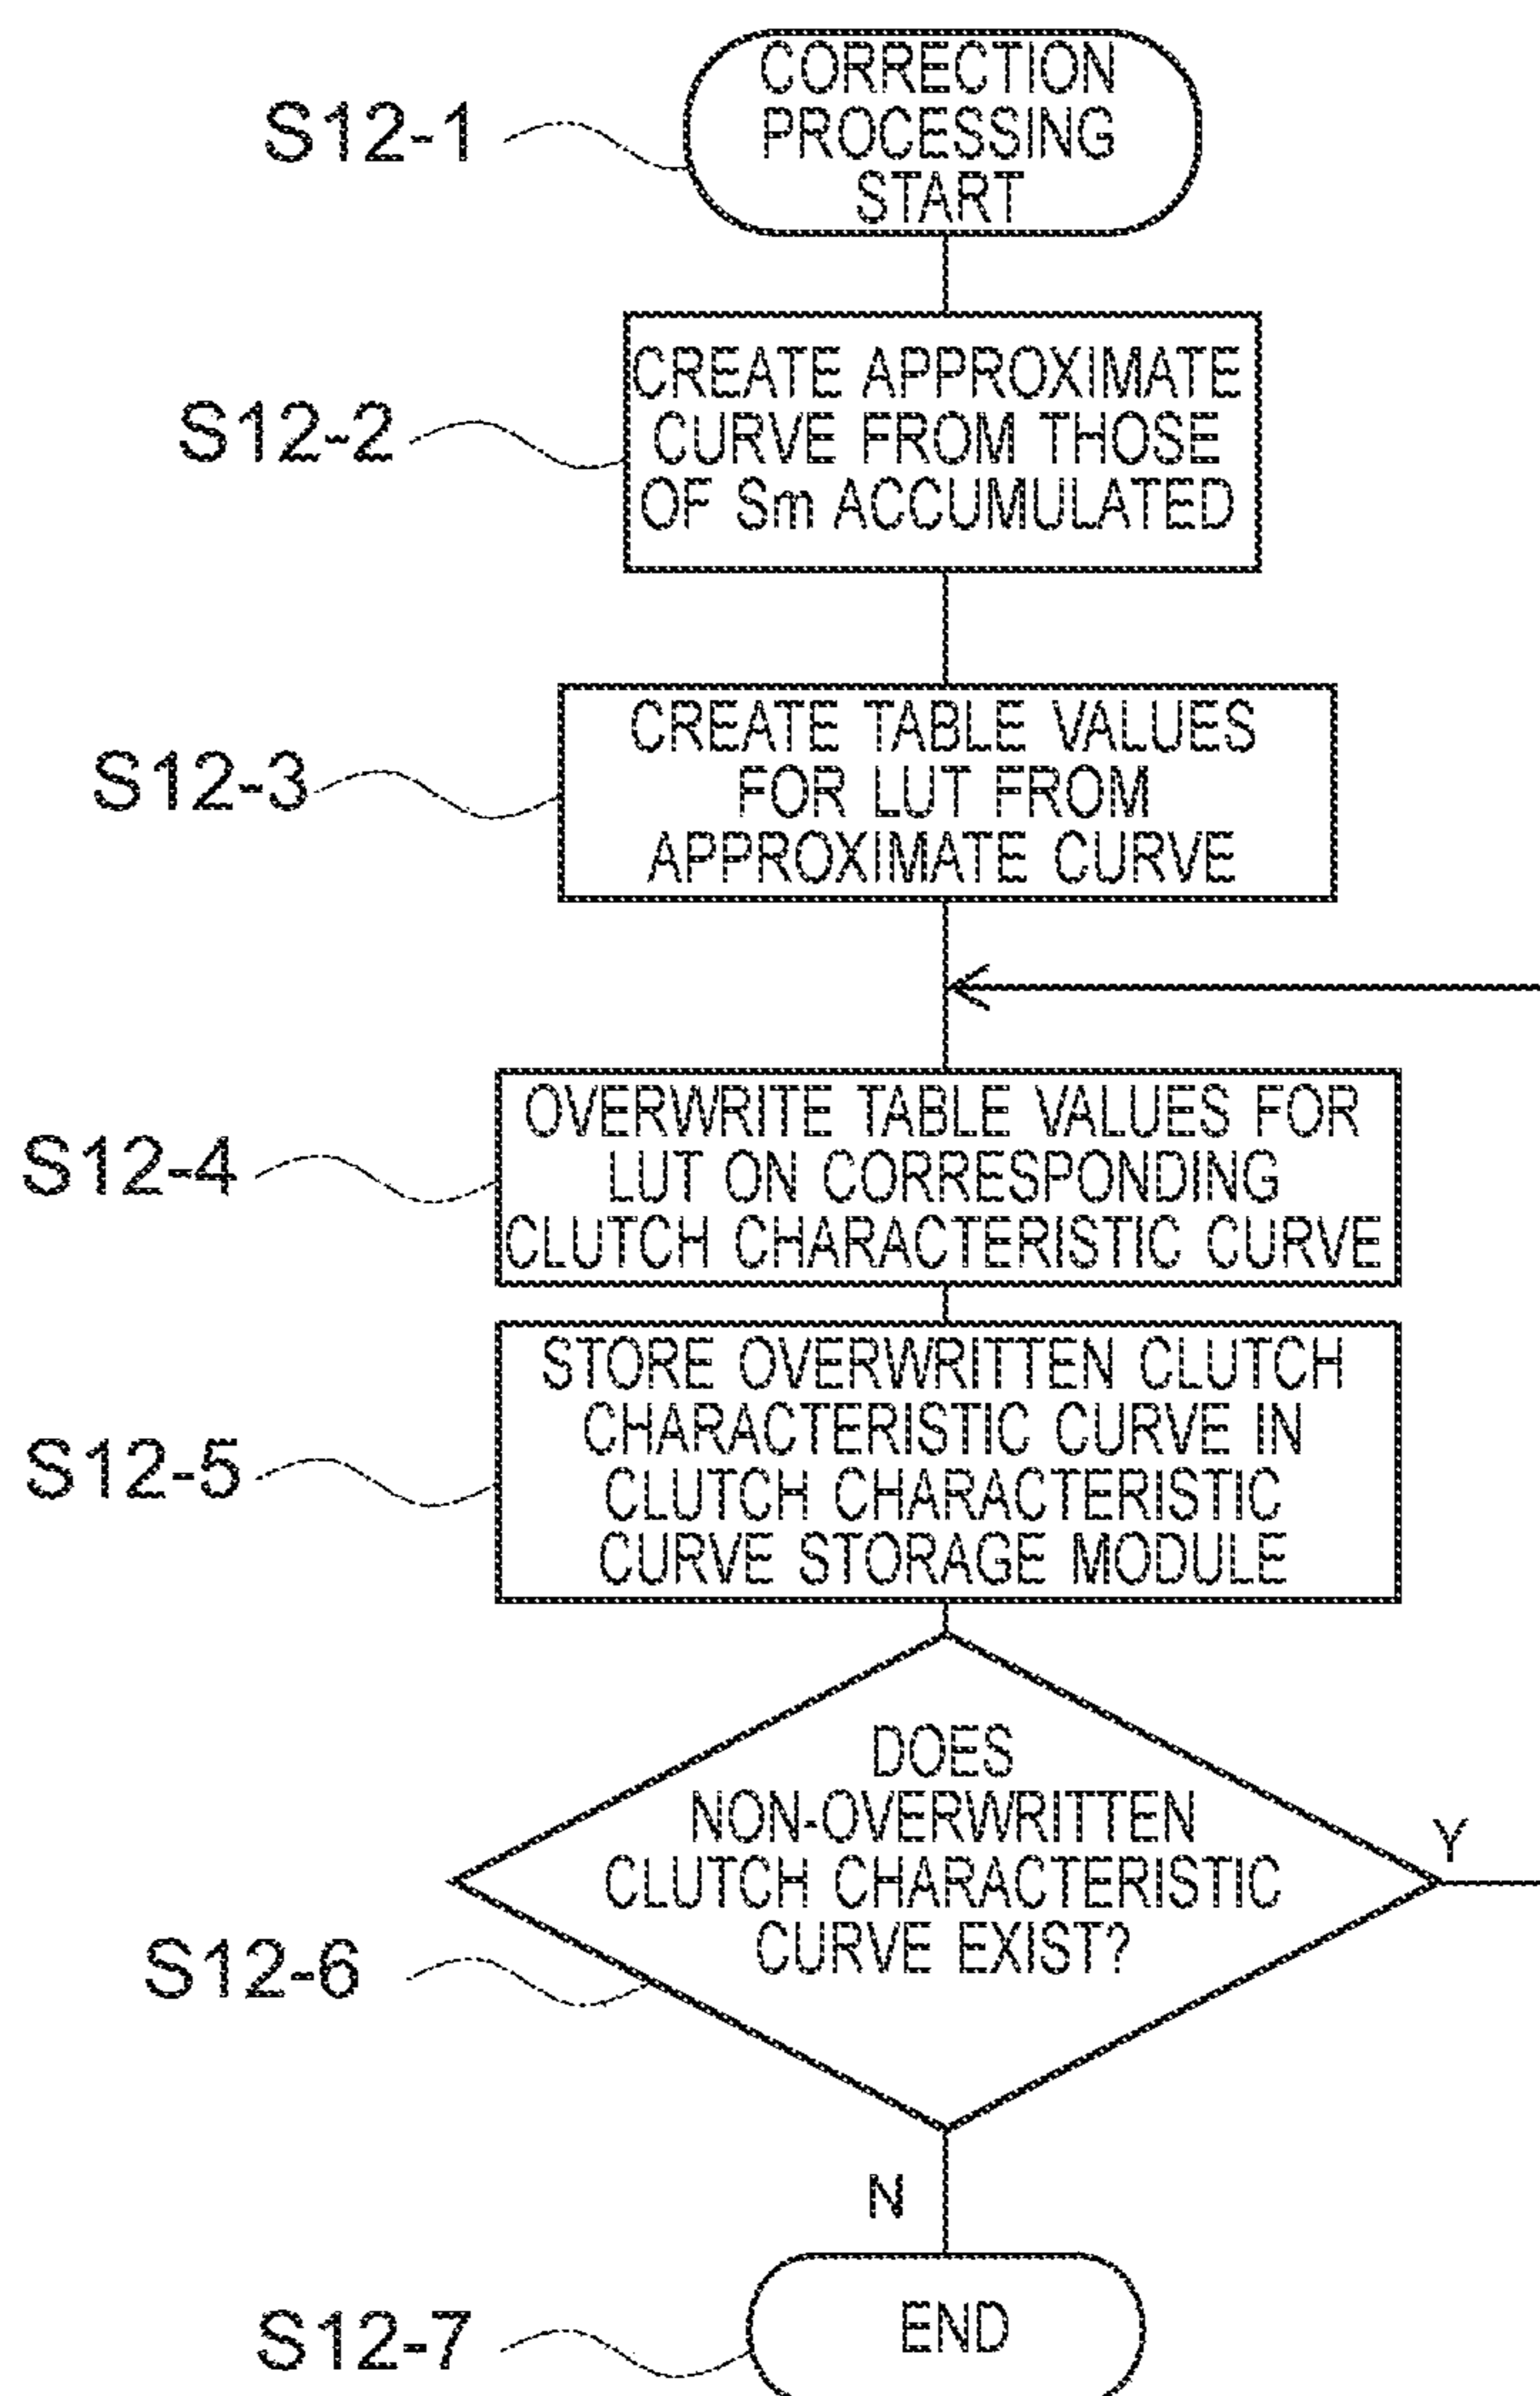 S12-1
CORRECTION
PROCESSING
START
S12-2
CREATE APPROXIMATE
CURVE FROM THOSE
OF Sm ACCUMULATED
S12-3
CREATE TABLE VALUES
FOR LUT FROM
APPROXIMATE CURVE
S12-4
OVERWRITE TABLE VALUES FOR
LUT ON CORRESPONDING
CLUTCH CHARACTERISTIC CURVE
S12-5
STORE OVERWRITTEN CLUTCH
CHARACTERISTIC CURVE IN
CLUTCH CHARACTERISTIC
CURVE STORAGE MODULE
S12-6
DOES
NON-OVERWRITTEN
CLUTCH CHARACTERISTIC
CURVE EXIST?
Y
N
S12-7
END